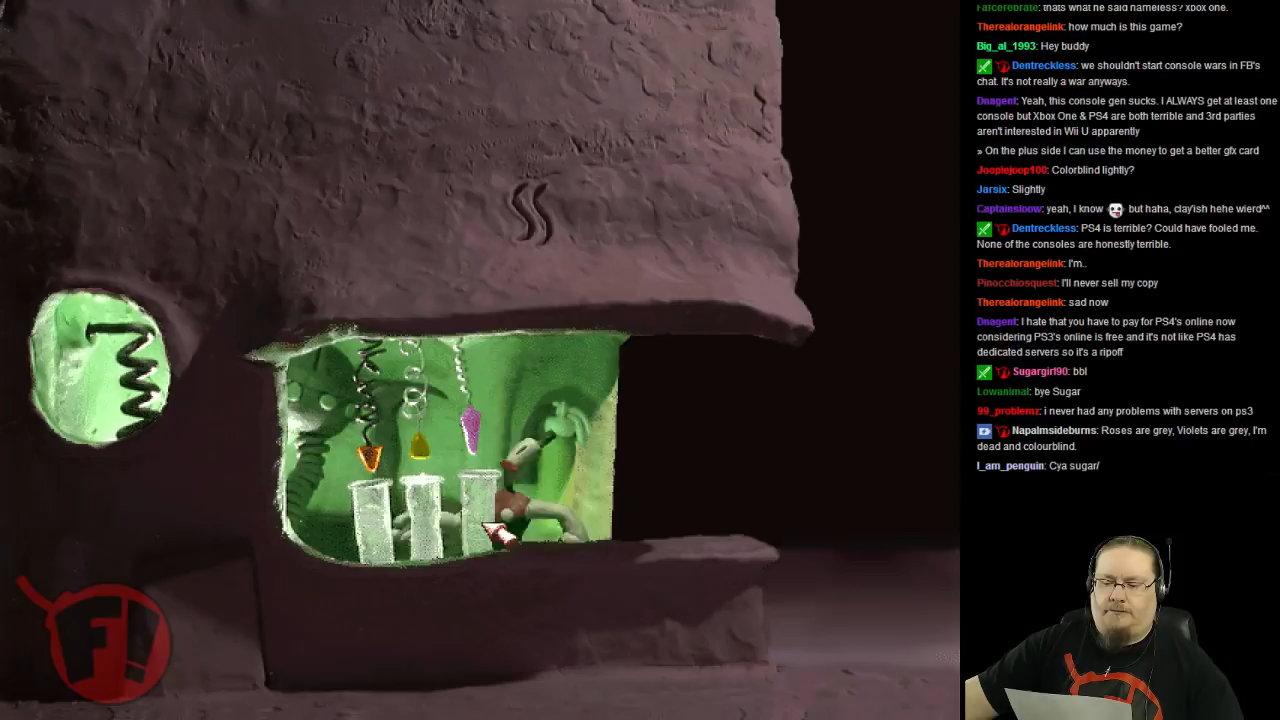 Fafcerebrate: thats what he said nameless? xbox one.
Therealorangelink: how much is this game?
Big_al_1993: Hey buddy
Dentreckless: we shouldn't start console wars in FB's
chat. It's not really a war anyways.
Dnagent: Yeah, this console gen sucks. I ALWAYS get at least one
console but Xbox One & PS4 are both terrible and 3rd parties
aren't interested in Wii U apparently
» On the plus side I can use the money to get a better gfx card
Jooplejoop100: Colorblind lightly?
Jarsix: Slightly
Captainsloow: yeah, I know but haha, clay'ish hehe wierd^^
Dentreckless: PS4 is terrible? Could have fooled me.
None of the consoles are honestly terrible.
Therealorangelink: I'm..
Pinocchiosquest: I'll never sell my copy
Therealorangelink: sad now
Dnagent: I hate that you have to pay for PS4's online now
considering PS3's online is free and it's not like PS4 has
dedicated servers so it's a ripoff
Sugargirl90: bbl
Lowanimal: bye Sugar
99_problemz: i never had any problems with servers on ps3
Napalmsideburns: Roses are grey, Violets are grey, I'm
dead and colourblind.
I_am_penguin: Cya sugar/
F!